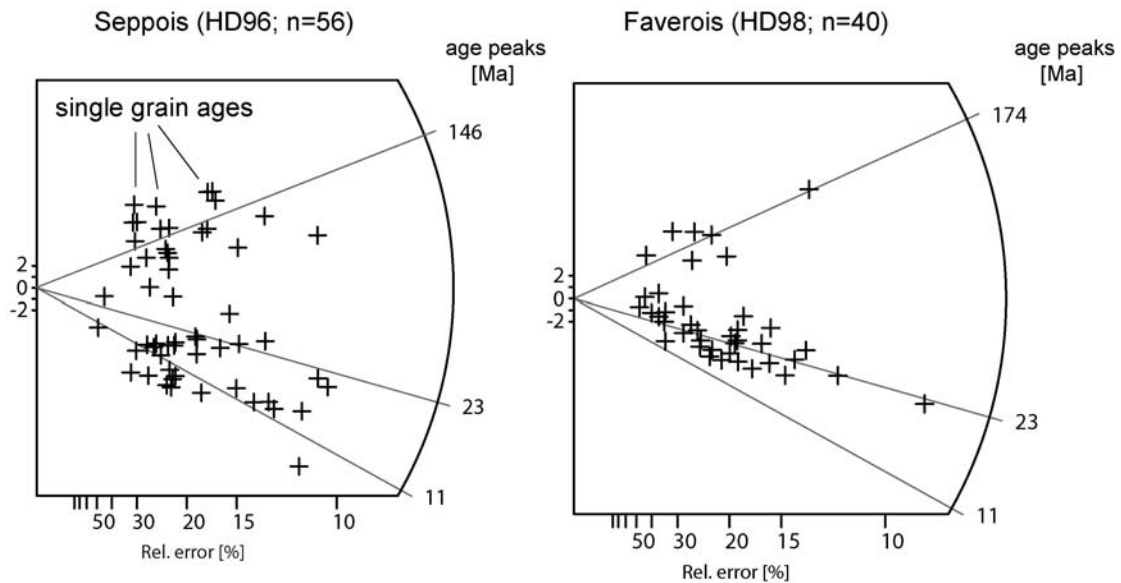 Seppois (HD96; n=56)
age peaks
[Ma]
single grain ages
146
2
0
-2
23
11
50 30 20 15 10
Rel. error [%]
Faverois (HD98; n=40)
age peaks
[Ma]
174
2
0
-2
23
11
50 30 20 15 10
Rel. error [%]